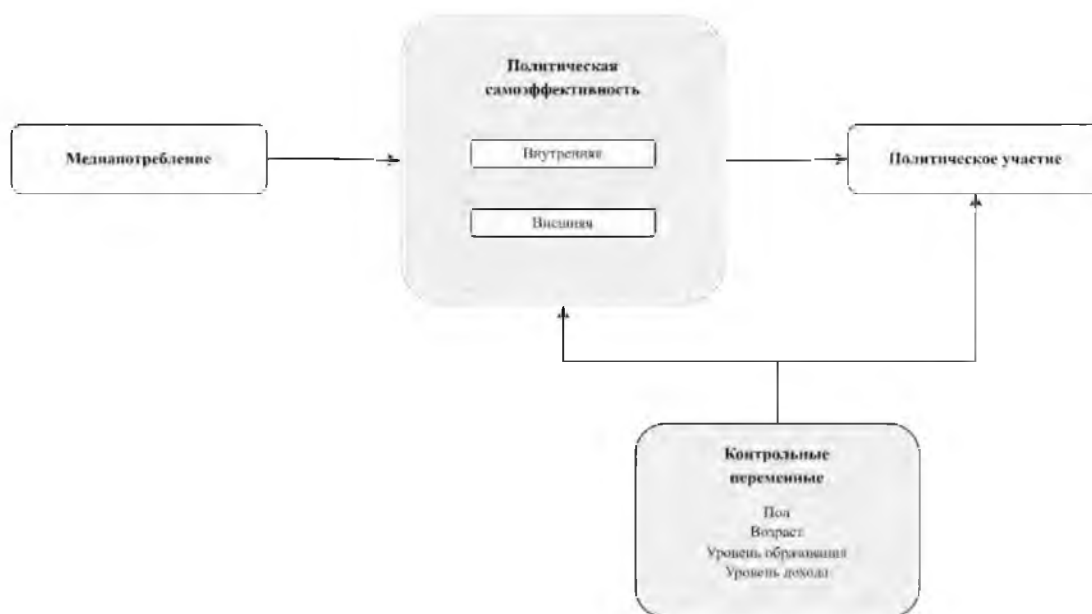 Политическая
самоэффективность
Медиапотребление
Внутренняя
Политическое участие
Внешняя
Контрольные
переменные
Пол
Возраст
Уровень образования
Уровень дохода